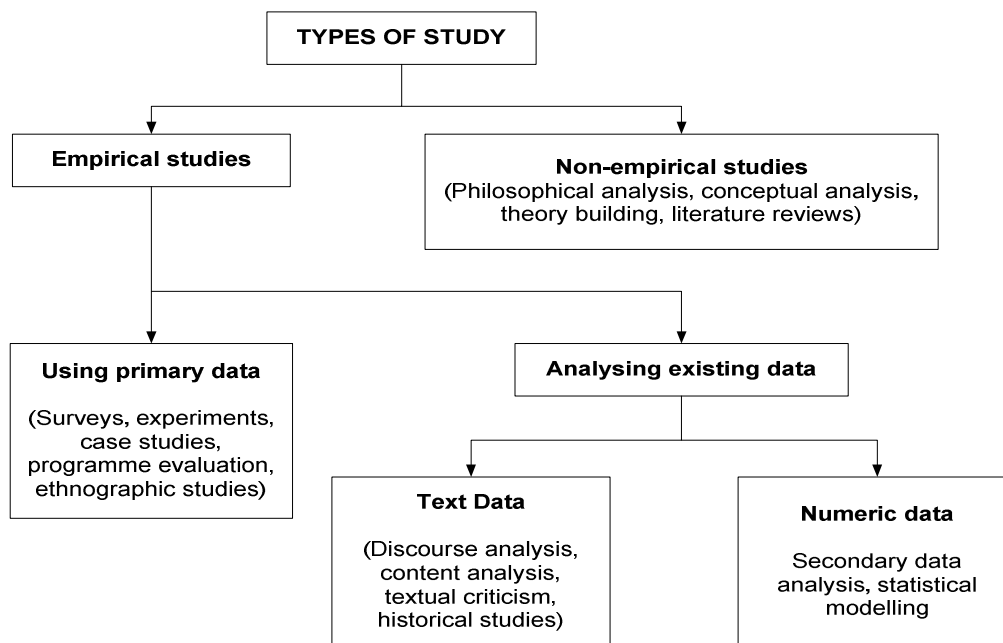 TYPES OF STUDY
Empirical studies
Non-empirical studies
(Philosophical analysis, conceptual analysis,
theory building, literature reviews)
Using primary data
(Surveys, experiments,
case studies,
programme evaluation,
ethnographic studies)
Analysing existing data
Text Data
(Discourse analysis,
content analysis,
textual criticism,
historical studies)
Numeric data
Secondary data
analysis, statistical
modelling